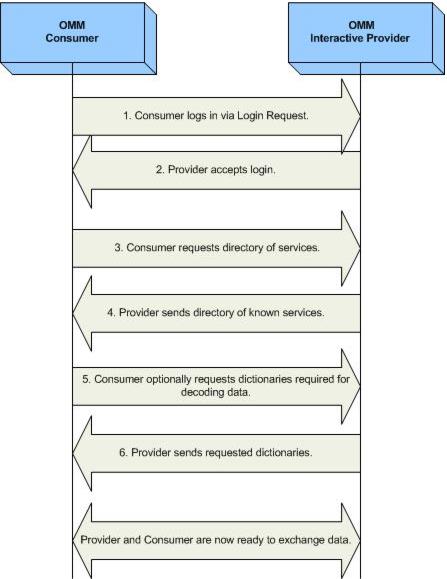 OMM
Consumer
OMM
Interactive Provider
1. Consumer logs in via Login Request.
2. Provider accepts login.
3. Consumer requests directory of services.
4. Provider sends directory of known services.
5. Consumer optionally requests dictionaries required for
decoding data.
6. Provider sends requested dictionaries.
Provider and Consumer are now ready to exchange data.